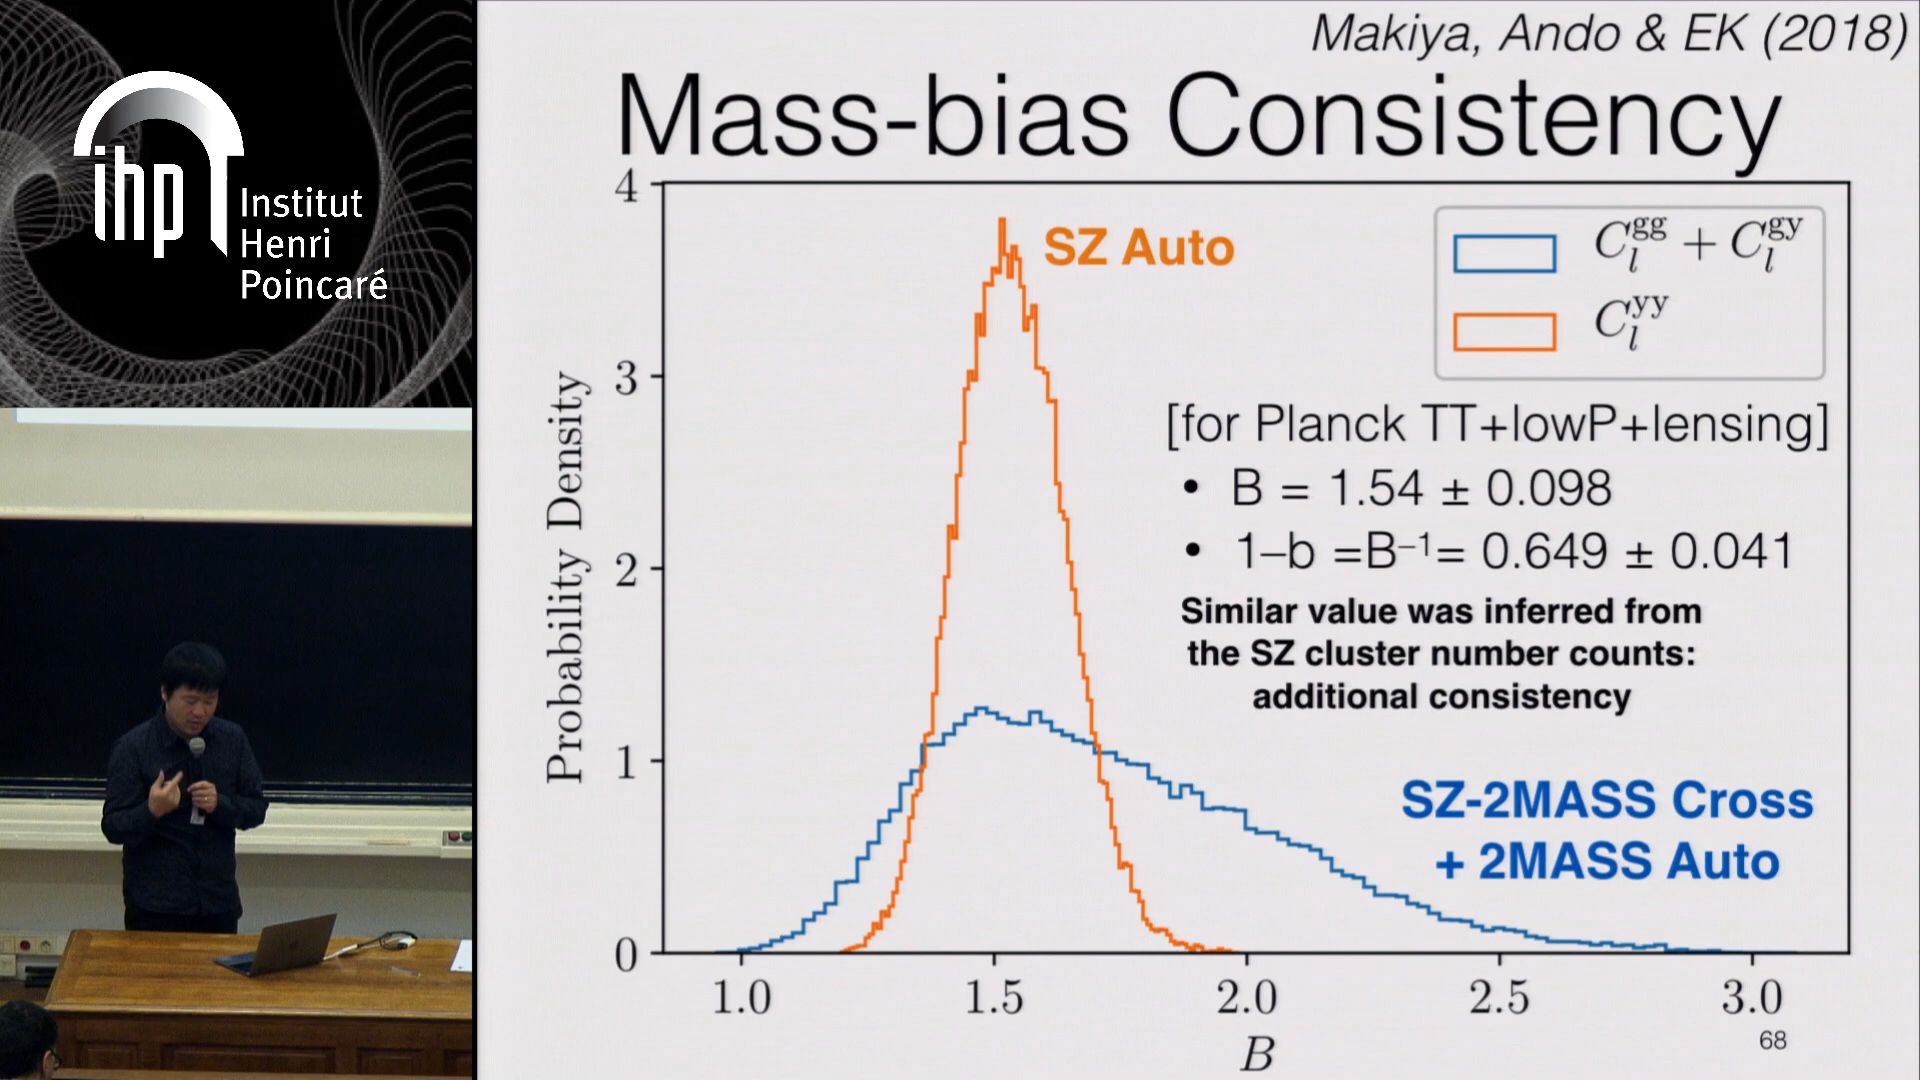 ihp
Institut
Henri
Poincaré
Makiya, Ando & EK (2018)
Mass-bias Consistency
4
3
2
1
0
Probability Density
SZ Auto
C_l^gg + C_l^gy
C_l^yy
[for Planck TT+lowP+lensing]
• B = 1.54 ± 0.098
• 1–b =B⁻¹= 0.649 ± 0.041
Similar value was inferred from
the SZ cluster number counts:
additional consistency
SZ-2MASS Cross
+ 2MASS Auto
1.0 1.5 2.0 2.5 3.0
B
68